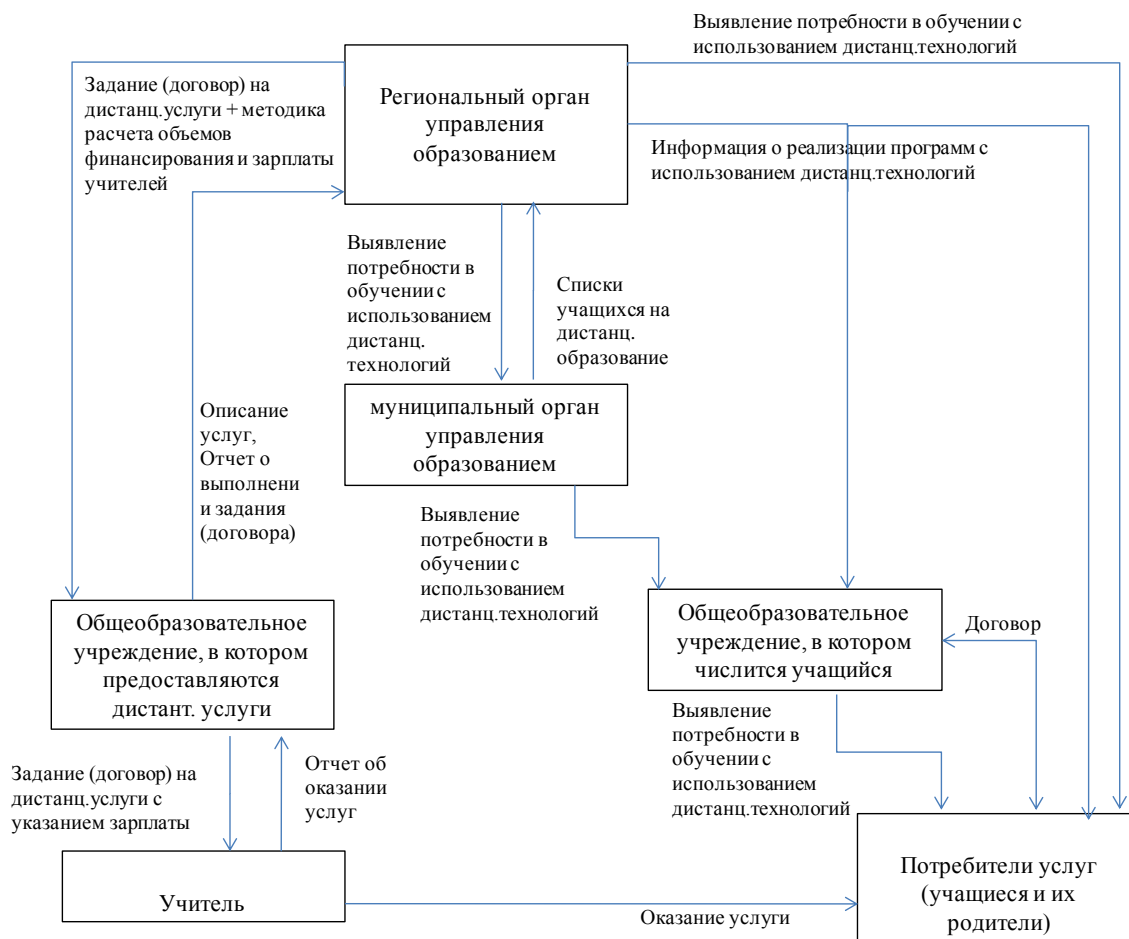 Выявление потребности в обучении с
использованием дистанц.технологий
Задание (договор) на
дистанц.услуги + методика
расчета объемов
финансирования и зарплаты
учителей
Региональный орган
управления
образованием
Информация о реализации программ с
использованием дистанц.технологий
Выявление
потребности в
обучении с
использованием
дистанц.
технологий
Списки
учащихся на
дистанц.
образование
муниципальный орган
управления
образованием
Описание
услуг,
Отчет о
выполнени
и задания
(договора)
Выявление
потребности в
обучении с
использованием
дистанц.технологий
Общеобразовательное
учреждение, в котором
предоставляются
дистант. услуги
Общеобразовательное
учреждение, в котором
числится учащийся
Договор
Выявление
потребности в
обучении с
использованием
дистанц.технологий
Задание (договор) на
дистанц.услуги с
указанием зарплаты
Отчет об
оказании
услуг
Учитель
Оказание услуги
Потребители услуг
(учащиеся и их
родители)